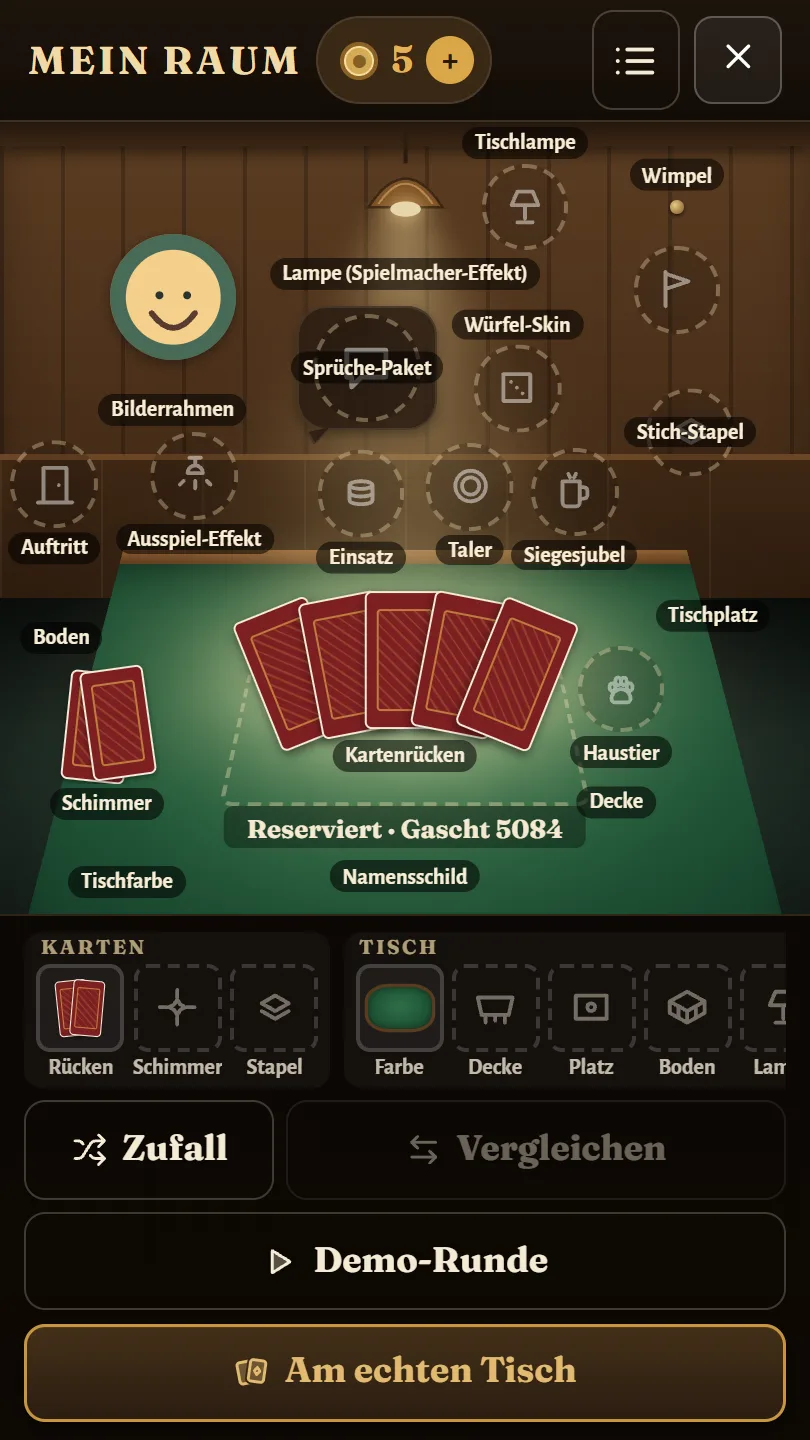 MEIN RAUM 5 +
Tischlampe
Wimpel
Lampe (Spielmacher-Effekt)
Würfel-Skin
Sprüche-Paket
Bilderrahmen
Stich-Stapel
Auftritt
Ausspiel-Effekt
Einsatz
Taler
Siegesjubel
Tischplatz
Boden
Kartenrücken
Haustier
Schimmer
Decke
Reserviert • Gascht 5084
Tischfarbe
Namensschild
KARTEN
TISCH
Rücken
Schimmer
Stapel
Farbe
Decke
Platz
Boden
Lam
Zufall
Vergleichen
Demo-Runde
Am echten Tisch